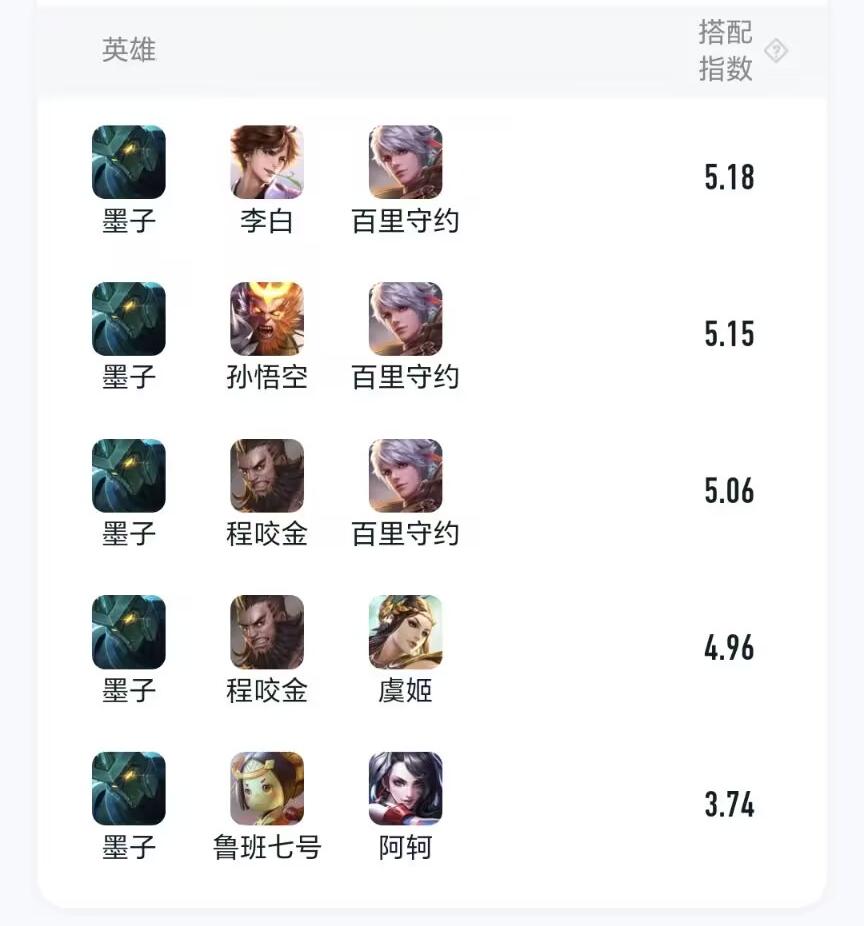 英雄
搭配
指数
?
墨子 李白 百里守约 5.18
墨子 孙悟空 百里守约 5.15
墨子 程咬金 百里守约 5.06
墨子 程咬金 虞姬 4.96
墨子 鲁班七号 阿轲 3.74